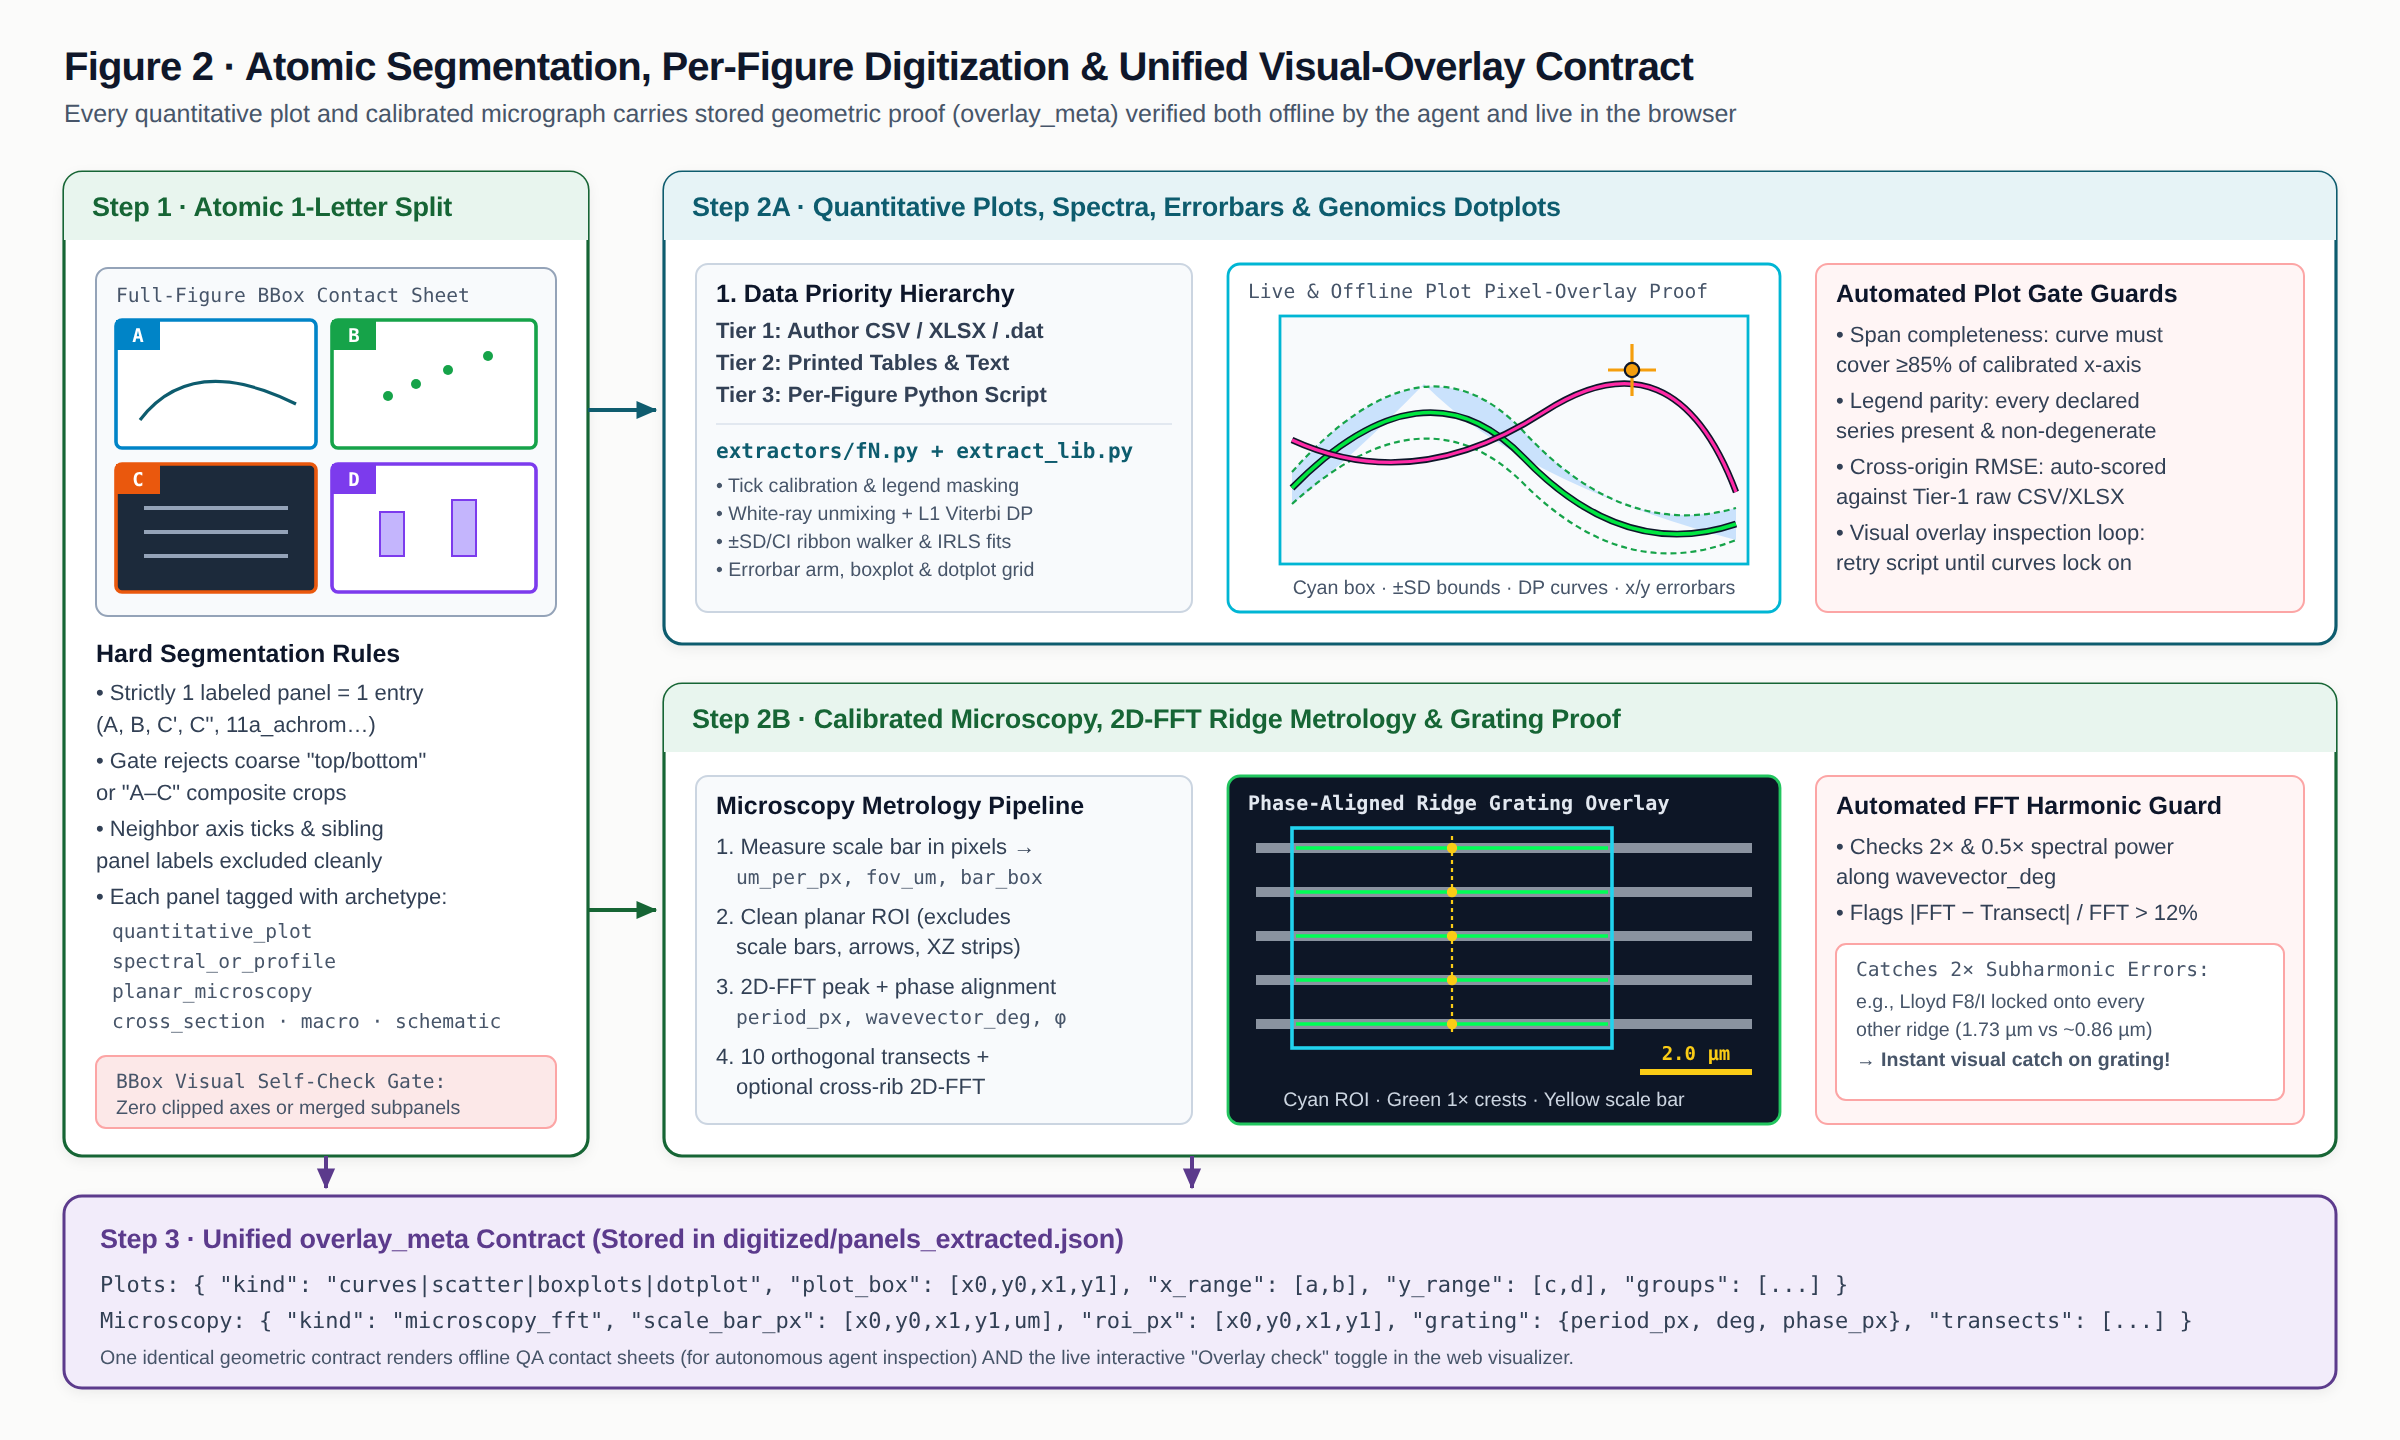 Figure 2 · Atomic Segmentation, Per-Figure Digitization & Unified Visual-Overlay Contract
Every quantitative plot and calibrated micrograph carries stored geometric proof (overlay_meta) verified both offline by the agent and live in the browser
Step 1 · Atomic 1-Letter Split
Full-Figure BBox Contact Sheet
A
B
C
D
Hard Segmentation Rules
• Strictly 1 labeled panel = 1 entry
(A, B, C', C", 11a_achrom…)
• Gate rejects coarse "top/bottom"
or "A–C" composite crops
• Neighbor axis ticks & sibling
panel labels excluded cleanly
• Each panel tagged with archetype:
quantitative_plot
spectral_or_profile
planar_microscopy
cross_section · macro · schematic
BBox Visual Self-Check Gate:
Zero clipped axes or merged subpanels
Step 2A · Quantitative Plots, Spectra, Errorbars & Genomics Dotplots
1. Data Priority Hierarchy
Tier 1: Author CSV / XLSX / .dat
Tier 2: Printed Tables & Text
Tier 3: Per-Figure Python Script
extractors/fN.py + extract_lib.py
• Tick calibration & legend masking
• White-ray unmixing + L1 Viterbi DP
• ±SD/CI ribbon walker & IRLS fits
• Errorbar arm, boxplot & dotplot grid
Live & Offline Plot Pixel-Overlay Proof
Cyan box · ±SD bounds · DP curves · x/y errorbars
Automated Plot Gate Guards
• Span completeness: curve must
cover ≥85% of calibrated x-axis
• Legend parity: every declared
series present & non-degenerate
• Cross-origin RMSE: auto-scored
against Tier-1 raw CSV/XLSX
• Visual overlay inspection loop:
retry script until curves lock on
Step 2B · Calibrated Microscopy, 2D-FFT Ridge Metrology & Grating Proof
Microscopy Metrology Pipeline
1. Measure scale bar in pixels →
um_per_px, fov_um, bar_box
2. Clean planar ROI (excludes
scale bars, arrows, XZ strips)
3. 2D-FFT peak + phase alignment
period_px, wavevector_deg, φ
4. 10 orthogonal transects +
optional cross-rib 2D-FFT
Phase-Aligned Ridge Grating Overlay
2.0 µm
Cyan ROI · Green 1× crests · Yellow scale bar
Automated FFT Harmonic Guard
• Checks 2× & 0.5× spectral power
along wavevector_deg
• Flags |FFT − Transect| / FFT > 12%
Catches 2× Subharmonic Errors:
e.g., Lloyd F8/I locked onto every
other ridge (1.73 µm vs ~0.86 µm)
→ Instant visual catch on grating!
Step 3 · Unified overlay_meta Contract (Stored in digitized/panels_extracted.json)
Plots: { "kind": "curves|scatter|boxplots|dotplot", "plot_box": [x0,y0,x1,y1], "x_range": [a,b], "y_range": [c,d], "groups": [...] }
Microscopy: { "kind": "microscopy_fft", "scale_bar_px": [x0,y0,x1,y1,um], "roi_px": [x0,y0,x1,y1], "grating": {period_px, deg, phase_px}, "transects": [...] }
One identical geometric contract renders offline QA contact sheets (for autonomous agent inspection) AND the live interactive "Overlay check" toggle in the web visualizer.